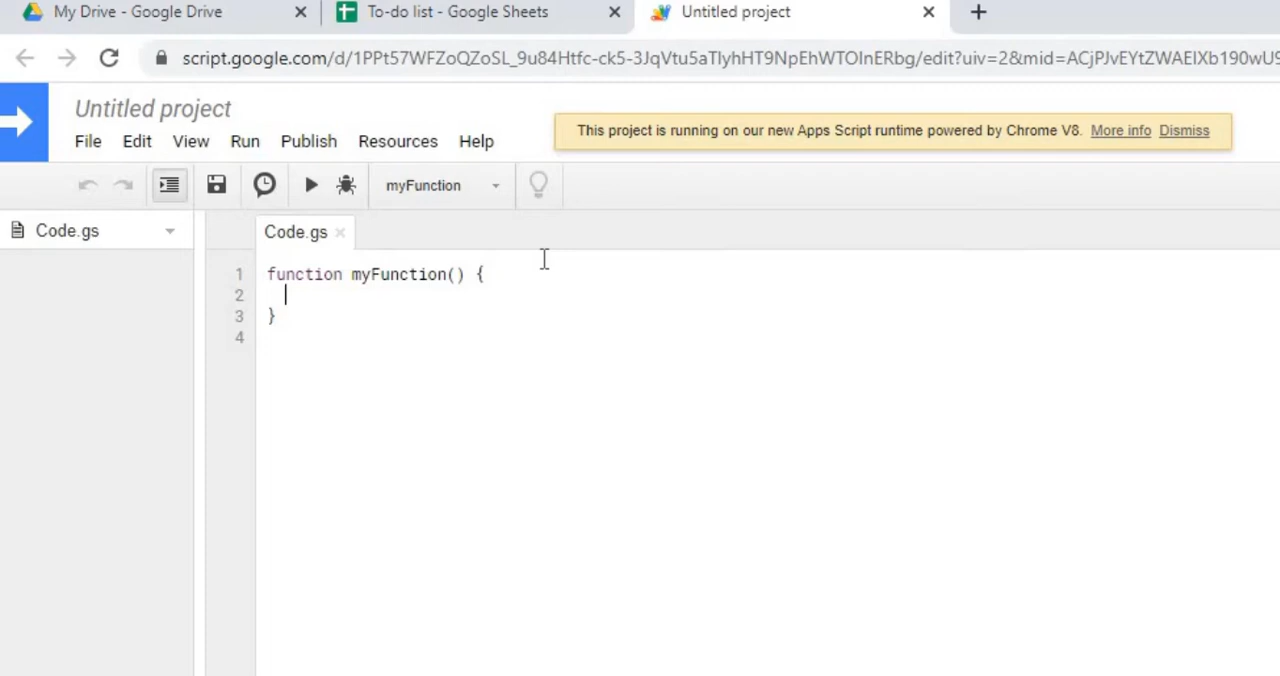 My Drive - Google Drive
To-do list - Google Sheets
Untitled project
script.google.com/d/1PPt57WFZoQZoSL_9u84Htfc-ck5-3JqVtu5aTlyhHT9NpEhWTOlnERbg/edit?uiv=2&mid=ACjPJvEYtZWAEIXb190wU9
Untitled project
File Edit View Run Publish Resources Help
This project is running on our new Apps Script runtime powered by Chrome V8. More info Dismiss
myFunction
Code.gs
Code.gs
1 function myFunction() {
2
3 }
4